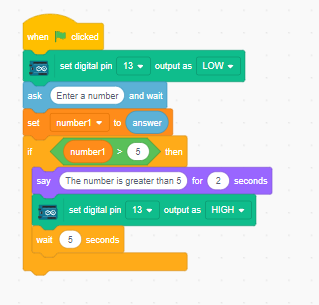 when clicked
set digital pin 13 output as LOW
ask Enter a number and wait
set number1 to answer
if number1 > 5 then
say The number is greater than 5 for 2 seconds
set digital pin 13 output as HIGH
wait 5 seconds